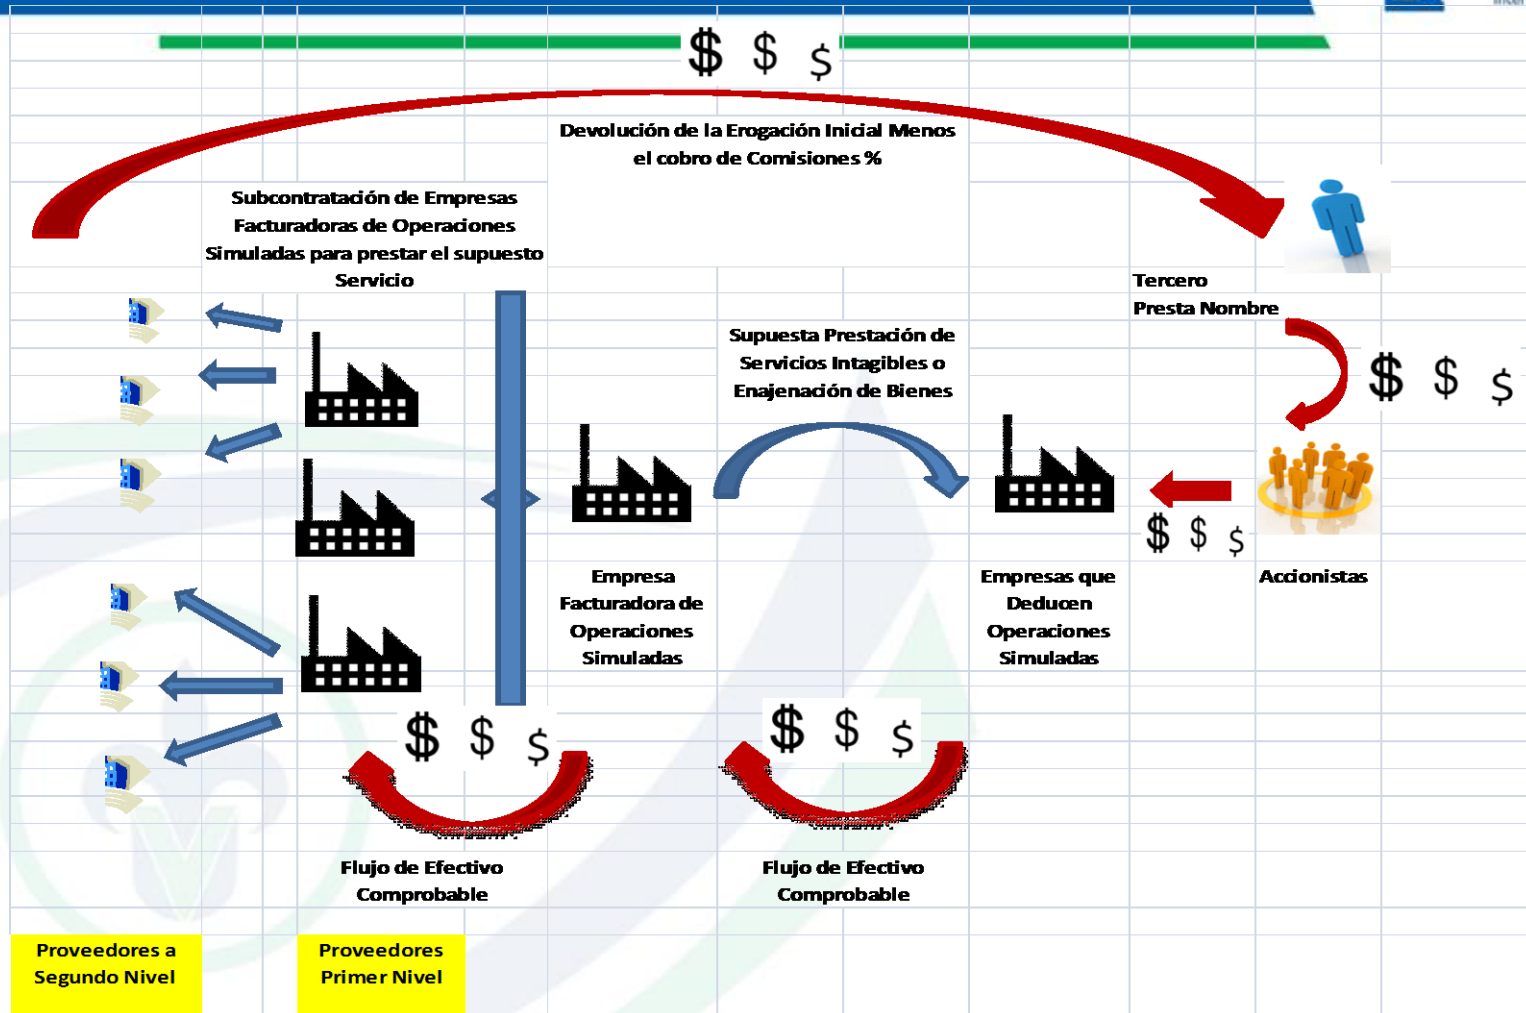 $ $ $
Devolución de la Erogación Inicial Menos
el cobro de Comisiones %
Subcontratación de Empresas
Facturadoras de Operaciones
Simuladas para prestar el supuesto
Servicio
Tercero
Presta Nombre
$ $ $
Supuesta Prestación de
Servicios Intagibles o
Enajenación de Bienes
$ $ $
Empresa
Facturadora de
Operaciones
Simuladas
Empresas que
Deducen
Operaciones
Simuladas
Accionistas
$ $ $
$ $ $
Flujo de Efectivo
Comprobable
Flujo de Efectivo
Comprobable
Proveedores a
Segundo Nivel
Proveedores
Primer Nivel